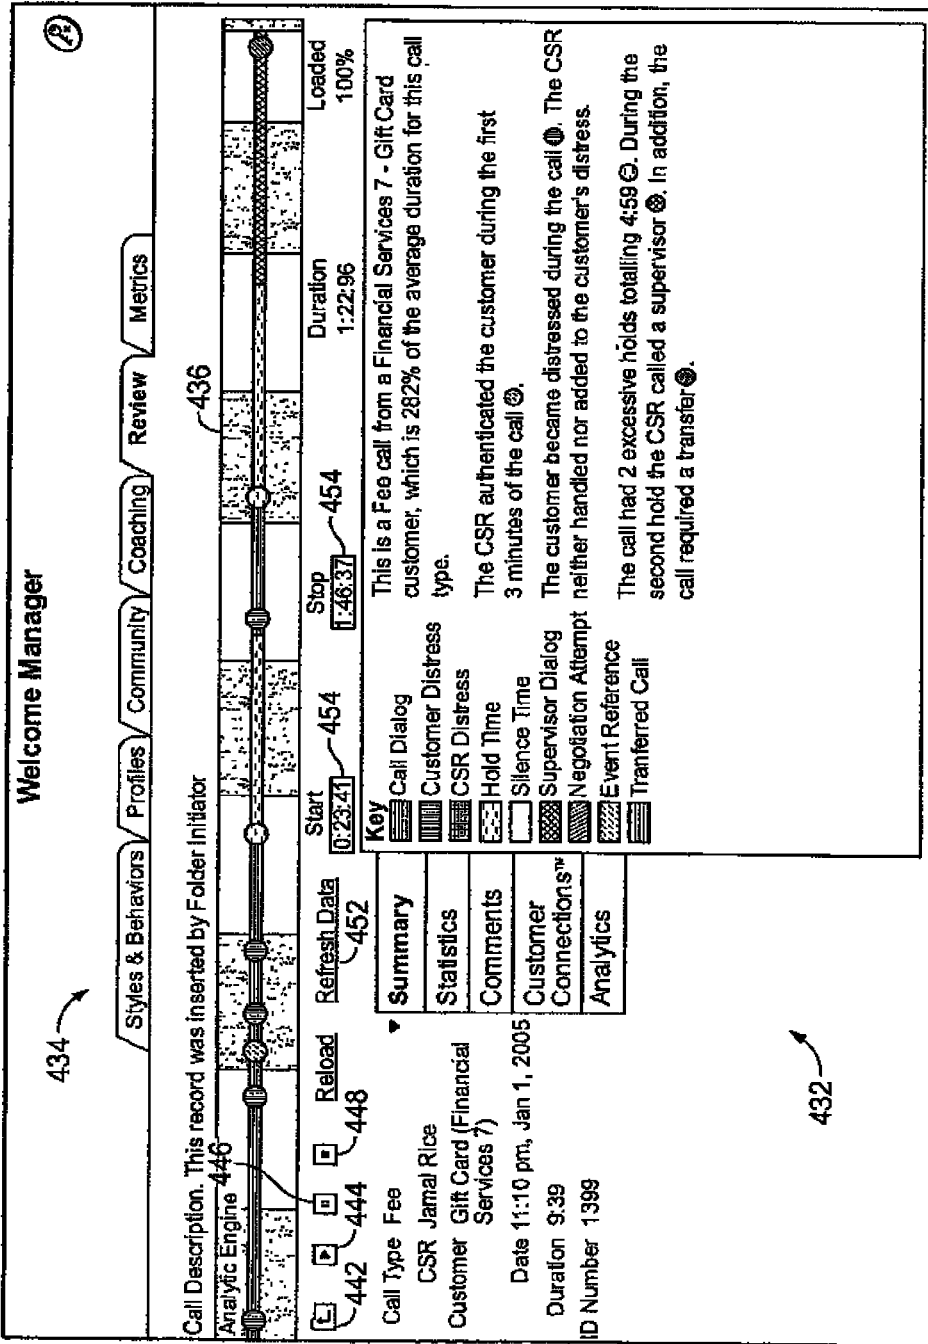 Welcome Manager
434
Styles & Behaviors
Profiles
Community
Coaching
Review
Metrics
Call Description. This record was inserted by Folder Initiator
Analytic Engine
436
446
442
444
448
Reload
Refresh Data
452
Start
0:23:41
454
Stop
1:46:37
454
Duration
1:22:96
Loaded
100%
Call Type Fee
CSR Jamal Rice
Customer Gift Card (Financial
Services 7)
Date 11:10 pm, Jan 1, 2005
Duration 9:39
ID Number 1399
Summary
Statistics
Comments
Customer
Connections™
Analytics
Key
Call Dialog
Customer Distress
CSR Distress
Hold Time
Silence Time
Supervisor Dialog
Negotiation Attempt
Event Reference
Tranferred Call
This is a Fee call from a Financial Services 7 - Gift Card
customer, which is 282% of the average duration for this call
type.
The CSR authenticated the customer during the first
3 minutes of the call.
The customer became distressed during the call. The CSR
neither handled nor added to the customer's distress.
The call had 2 excessive holds totalling 4:59. During the
second hold the CSR called a supervisor. In addition, the
call required a transfer.
432